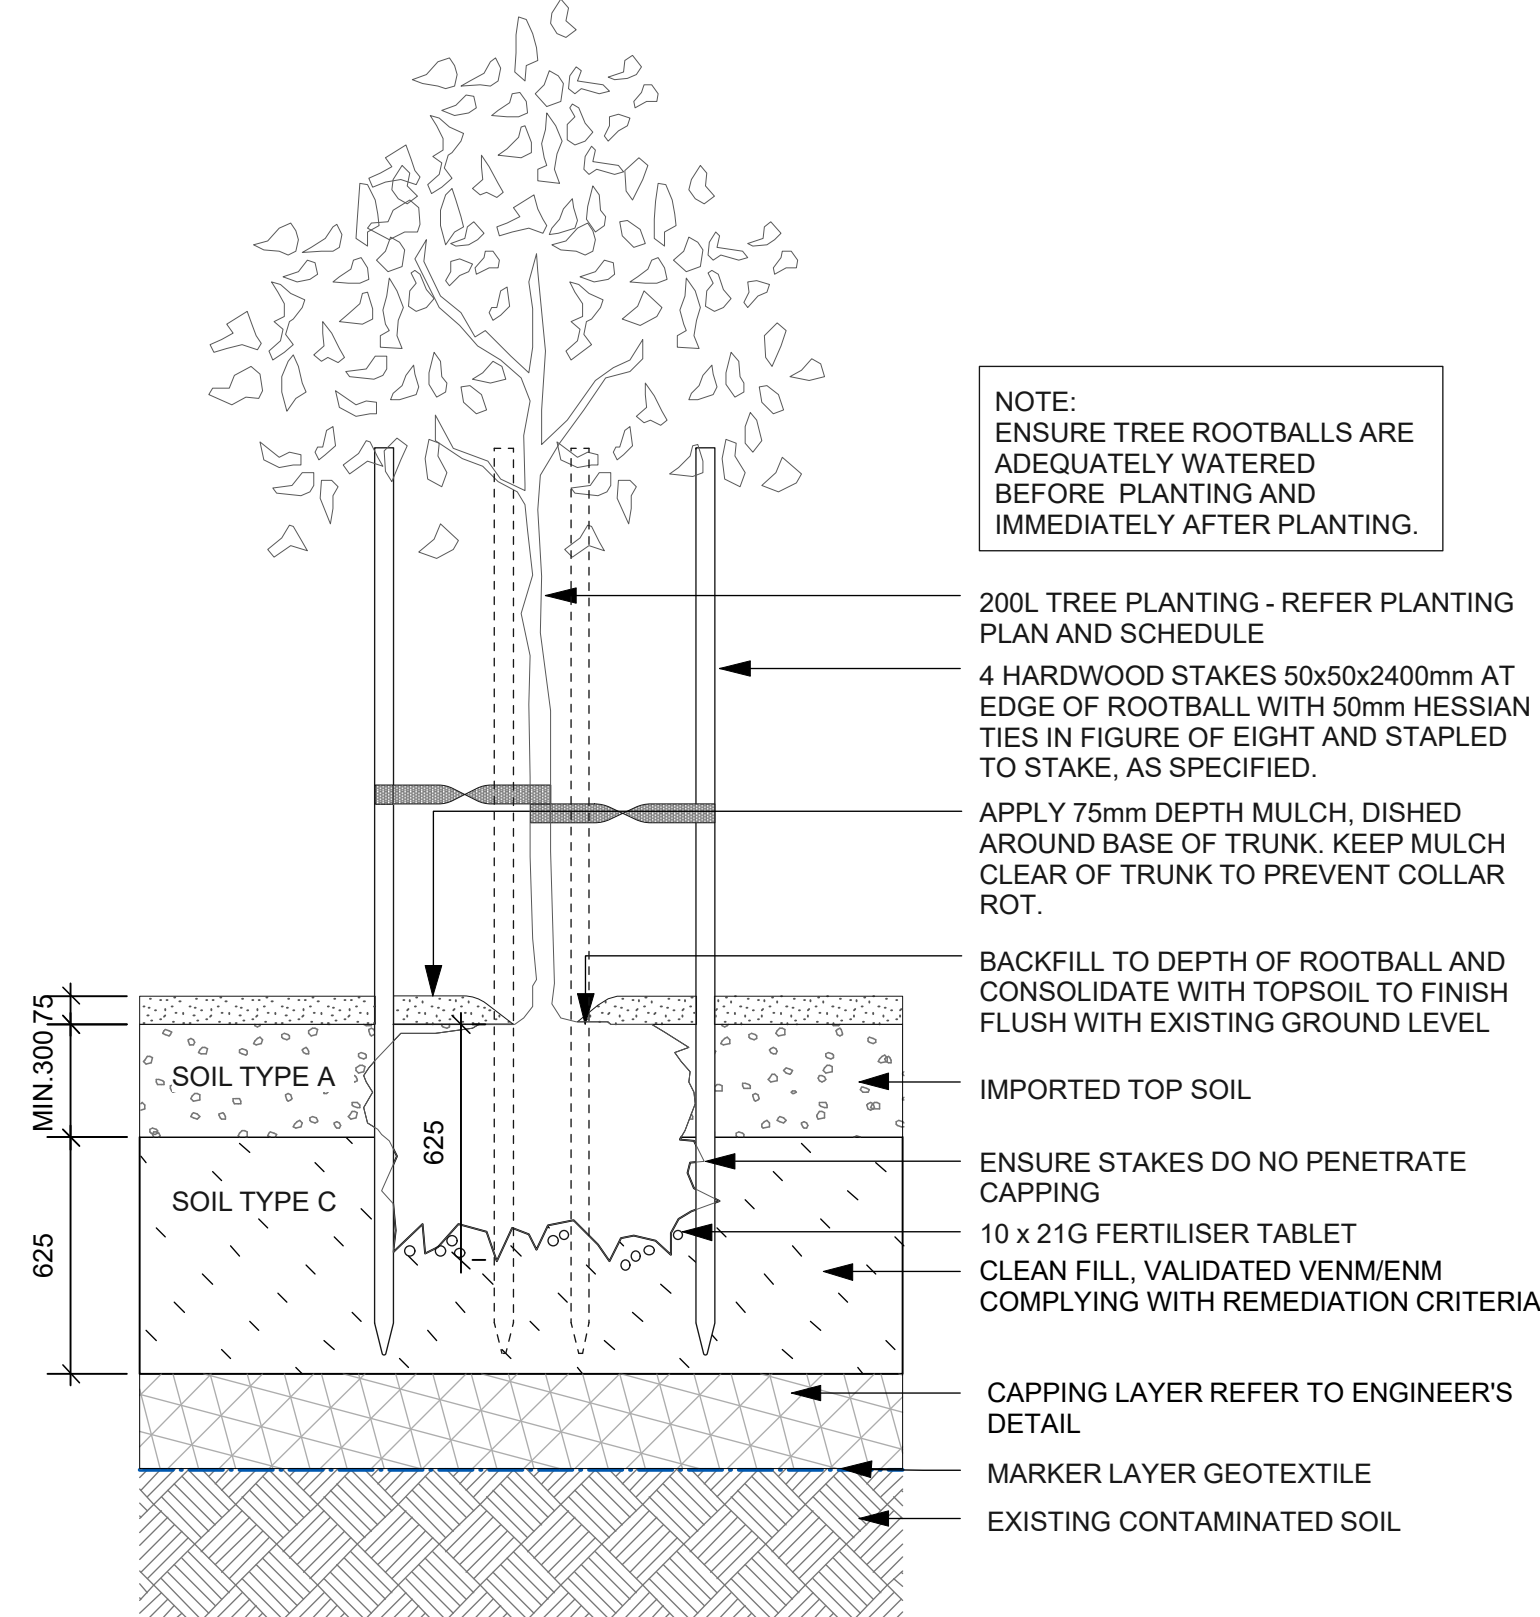 NOTE:
ENSURE TREE ROOTBALLS ARE
ADEQUATELY WATERED
BEFORE PLANTING AND
IMMEDIATELY AFTER PLANTING.
200L TREE PLANTING - REFER PLANTING
PLAN AND SCHEDULE
4 HARDWOOD STAKES 50x50x2400mm AT
EDGE OF ROOTBALL WITH 50mm HESSIAN
TIES IN FIGURE OF EIGHT AND STAPLED
TO STAKE, AS SPECIFIED.
APPLY 75mm DEPTH MULCH, DISHED
AROUND BASE OF TRUNK. KEEP MULCH
CLEAR OF TRUNK TO PREVENT COLLAR
ROT.
BACKFILL TO DEPTH OF ROOTBALL AND
CONSOLIDATE WITH TOPSOIL TO FINISH
FLUSH WITH EXISTING GROUND LEVEL
IMPORTED TOP SOIL
ENSURE STAKES DO NO PENETRATE
CAPPING
10 x 21G FERTILISER TABLET
CLEAN FILL, VALIDATED VENM/ENM
COMPLYING WITH REMEDIATION CRITERIA
CAPPING LAYER REFER TO ENGINEER'S
DETAIL
MARKER LAYER GEOTEXTILE
EXISTING CONTAMINATED SOIL
75
MIN.300
625
SOIL TYPE A
SOIL TYPE C
625